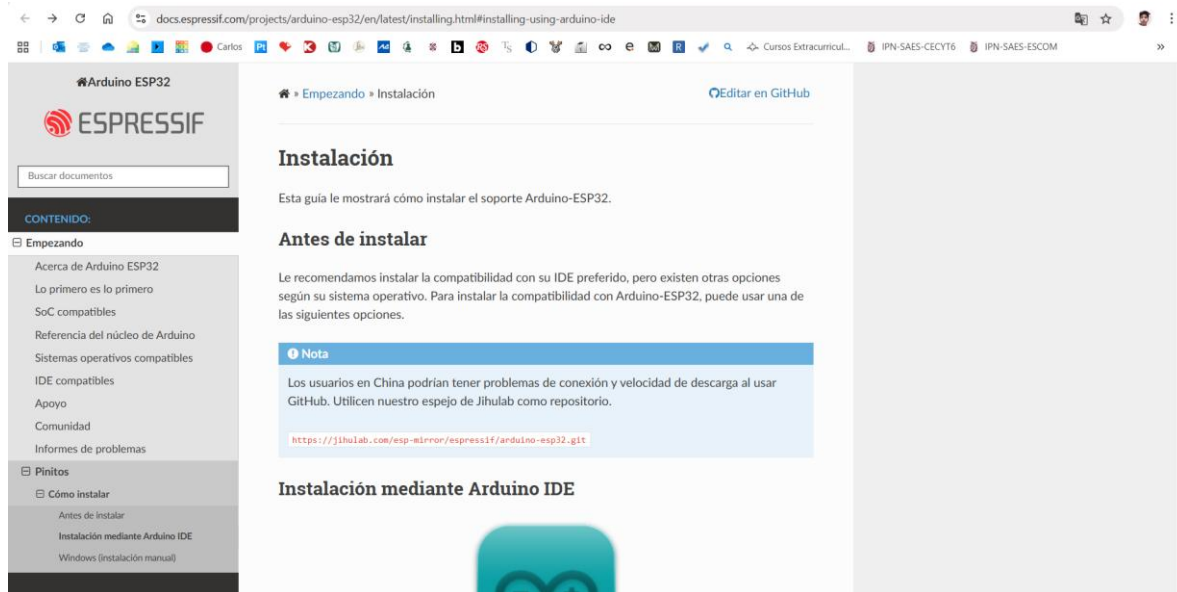 docs.espressif.com/projects/arduino-esp32/en/latest/installing.html#installing-using-arduino-ide
Carlos
Cursos Extracurricul...
IPN-SAES-CECYT6
IPN-SAES-ESCOM
Arduino ESP32
ESPRESSIF
Buscar documentos
CONTENIDO:
Empezando
Acerca de Arduino ESP32
Lo primero es lo primero
SoC compatibles
Referencia del núcleo de Arduino
Sistemas operativos compatibles
IDE compatibles
Apoyo
Comunidad
Informes de problemas
Pinitos
Cómo instalar
Antes de instalar
Instalación mediante Arduino IDE
Windows (instalación manual)
» Empezando » Instalación
Editar en GitHub
Instalación
Esta guía le mostrará cómo instalar el soporte Arduino-ESP32.
Antes de instalar
Le recomendamos instalar la compatibilidad con su IDE preferido, pero existen otras opciones
según su sistema operativo. Para instalar la compatibilidad con Arduino-ESP32, puede usar una de
las siguientes opciones.
Nota
Los usuarios en China podrían tener problemas de conexión y velocidad de descarga al usar
GitHub. Utilicen nuestro espejo de Jihulab como repositorio.
https://jihulab.com/esp-mirror/espressif/arduino-esp32.git
Instalación mediante Arduino IDE